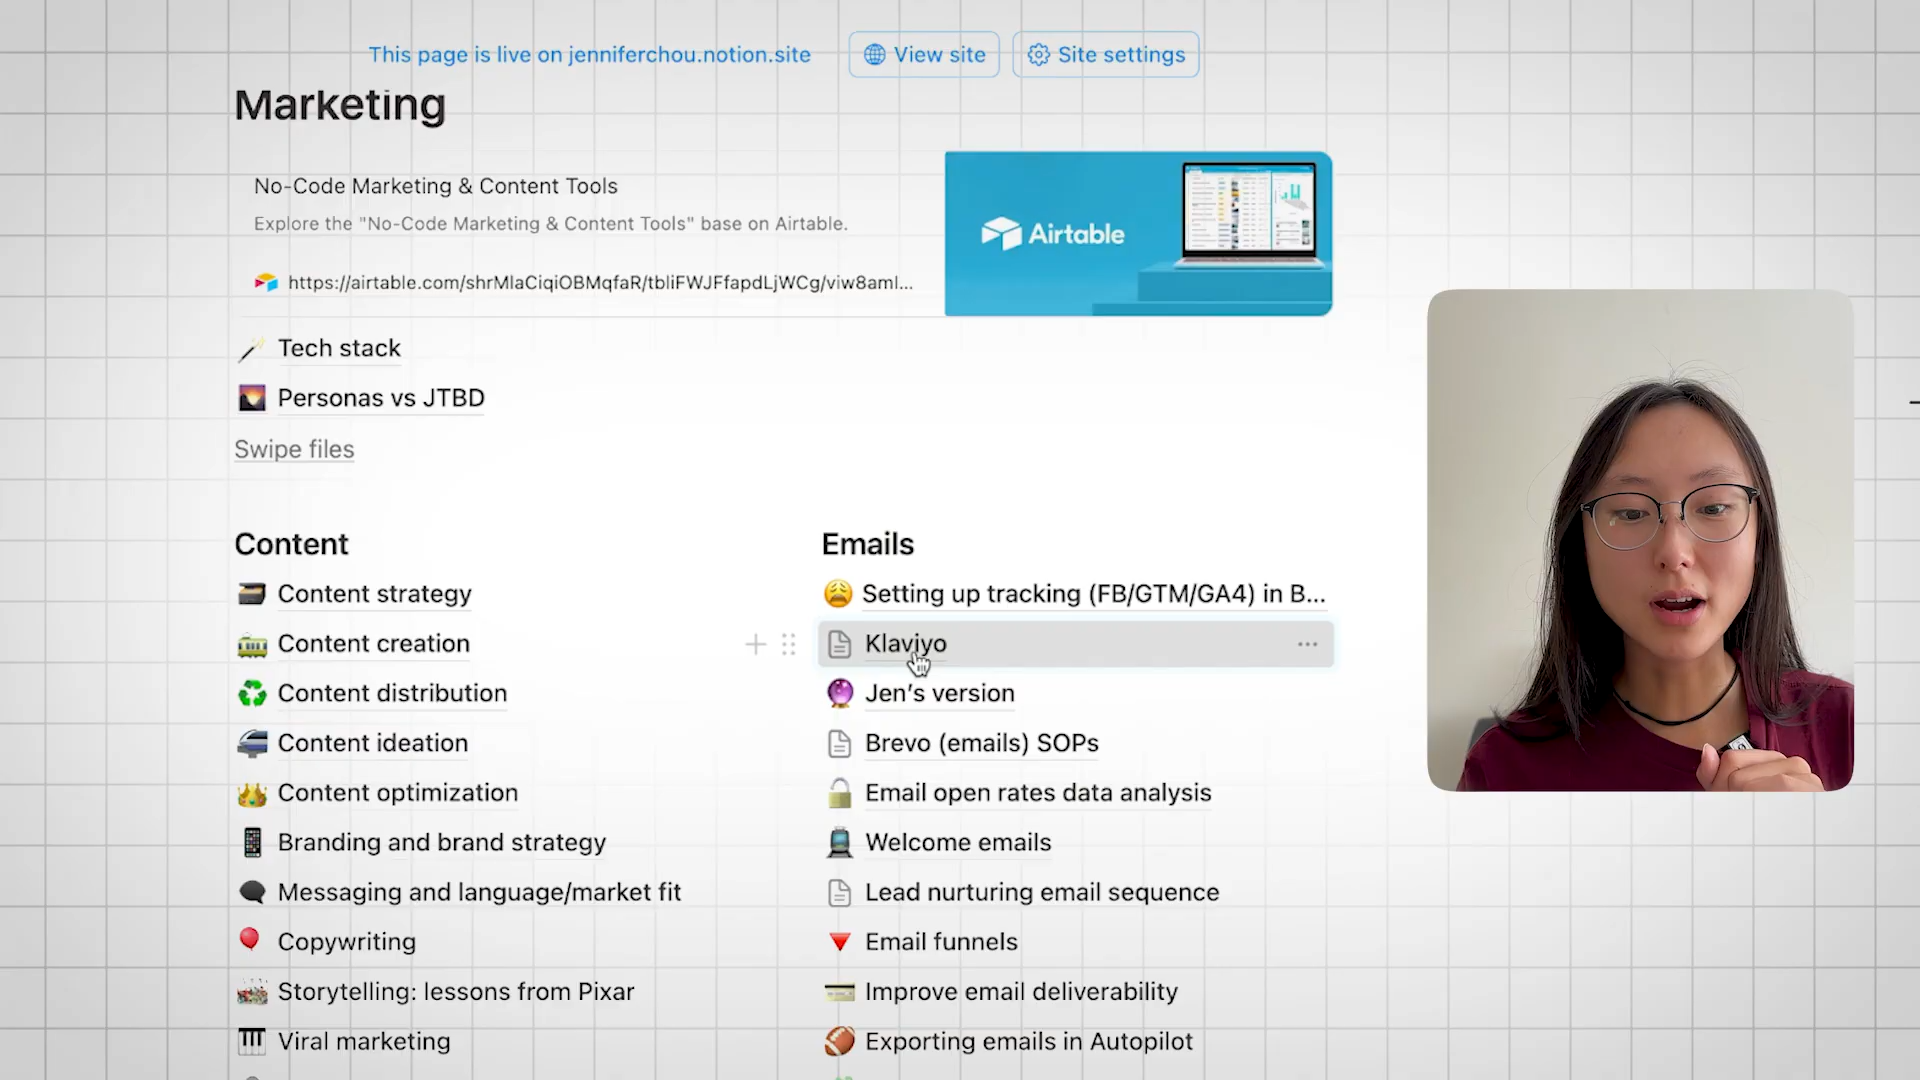 This page is live on jenniferchou.notion.site
View site
Site settings
Marketing
No-Code Marketing & Content Tools
Explore the "No-Code Marketing & Content Tools" base on Airtable.
https://airtable.com/shrMlaCiqiOBMqfaR/tbliFWJFfapdLjWCg/viw8aml...
Airtable
Tech stack
Personas vs JTBD
Swipe files
Content
Content strategy
Content creation
Content distribution
Content ideation
Content optimization
Branding and brand strategy
Messaging and language/market fit
Copywriting
Storytelling: lessons from Pixar
Viral marketing
Emails
Setting up tracking (FB/GTM/GA4) in B...
Klaviyo
Jen's version
Brevo (emails) SOPs
Email open rates data analysis
Welcome emails
Lead nurturing email sequence
Email funnels
Improve email deliverability
Exporting emails in Autopilot